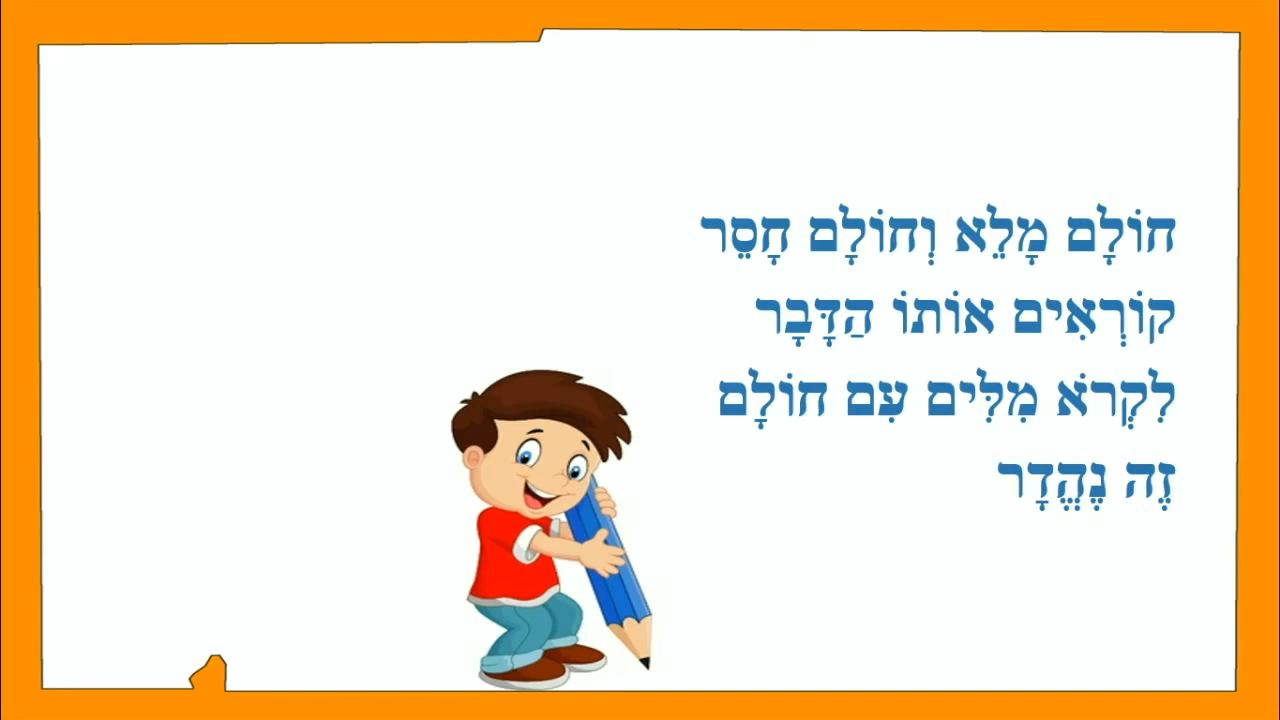 חוֹלָם מָלֵא וְחוֹלָם חָסֵר
קוֹרְאִים אוֹתוֹ הַדָּבָר
לִקְרֹא מִלִּים עִם חוֹלָם
זֶה נֶהֱדָר